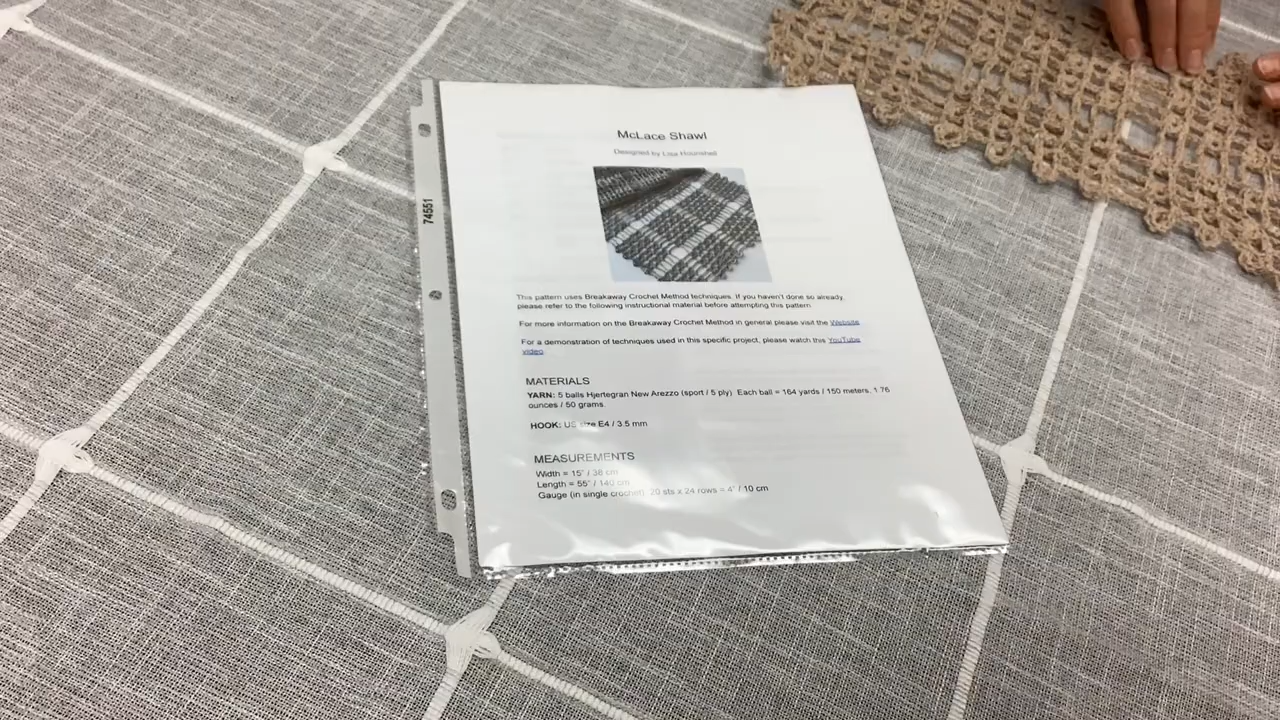 McLace Shawl
Designed by Lisa Hounshell
This pattern uses Breakaway Crochet Method techniques. If you haven't done so already,
please refer to the following instructional material before attempting this pattern.
For more information on the Breakaway Crochet Method in general please visit the Website
For a demonstration of techniques used in this specific project, please watch this YouTube
video.
MATERIALS
YARN: 5 balls Hjertegran New Arezzo (sport / 5 ply) Each ball = 164 yards / 150 meters, 1.76
ounces / 50 grams.
HOOK: US size E4 / 3.5 mm
MEASUREMENTS
Width = 15" / 38 cm
Length = 55" / 140 cm
Gauge (in single crochet): 20 sts x 24 rows = 4" / 10 cm
74551